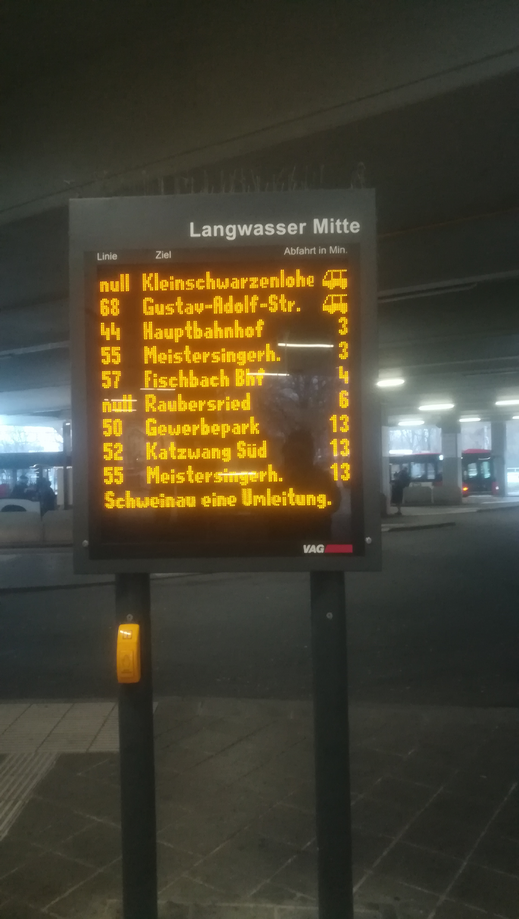 Langwasser Mitte
Linie Ziel Abfahrt in Min.
null Kleinschwarzenlohe
68 Gustav-Adolf-Str.
44 Hauptbahnhof 3
55 Meistersingerh. 3
57 Fischbach Bhf 4
null Raubersried 6
50 Gewerbepark 13
52 Katzwang Süd 13
55 Meistersingerh. 13
Schweinau eine Umleitung.
VAG